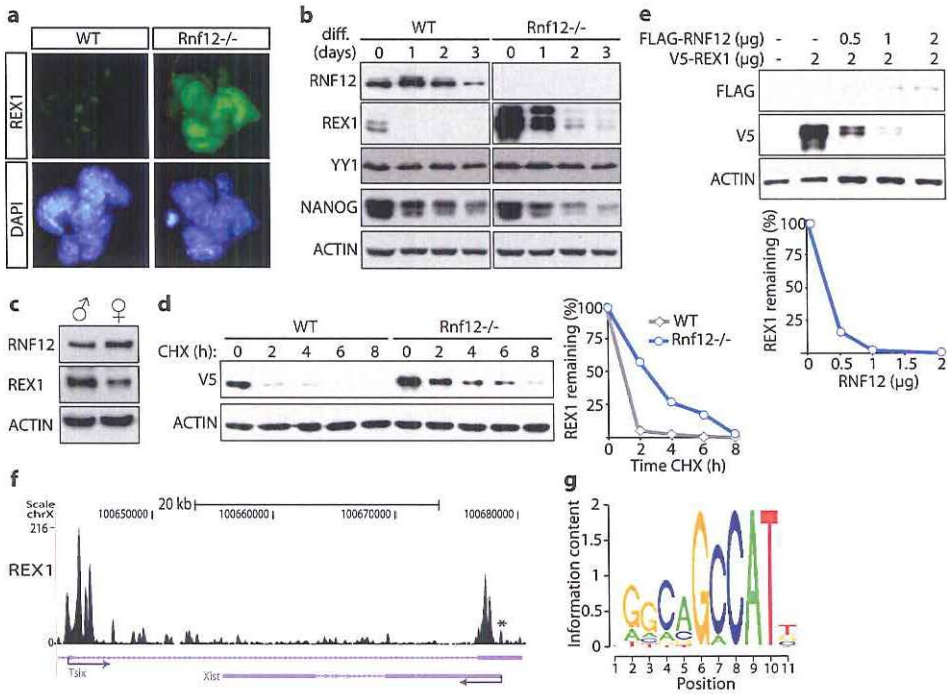 a
WT Rnf12-/-
REX1
DAPI
b
diff. (days) WT Rnf12-/-
0 1 2 3 0 1 2 3
RNF12
REX1
YY1
NANOG
ACTIN
c
♂ ♀
RNF12
REX1
ACTIN
d
WT Rnf12-/-
CHX (h): 0 2 4 6 8 0 2 4 6 8
V5
ACTIN
REX1 remaining (%)
100
75
50
25
WT
Rnf12-/-
0 2 4 6 8
Time CHX (h)
e
FLAG-RNF12 (µg) - - 0.5 1 2
V5-REX1 (µg) - 2 2 2 2
FLAG
V5
ACTIN
REX1 remaining (%)
100
75
50
25
0 0.5 1 2
RNF12 (µg)
f
Scale 20 kb
chrX 100650000 100660000 100670000 100680000
216
REX1
0
*
Tsix
Xist
g
Information content
2
1.5
1
0.5
0
1 2 3 4 5 6 7 8 9 10 11
Position